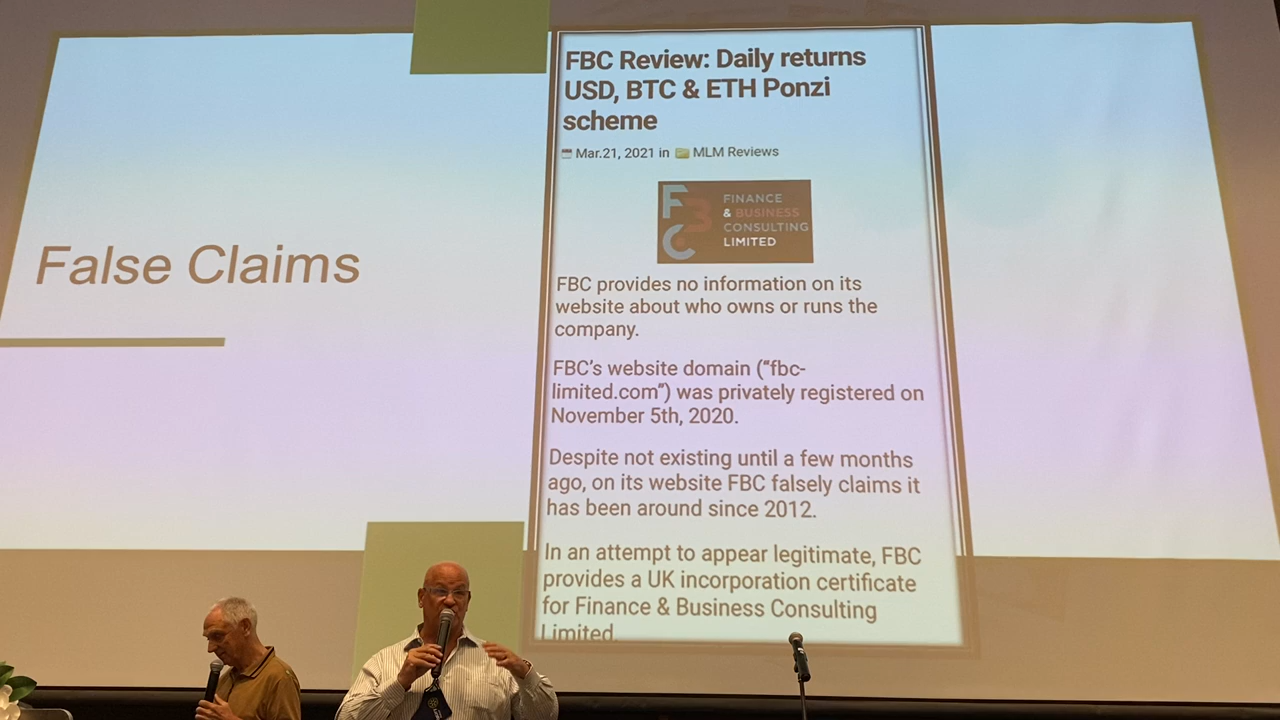 False Claims
FBC Review: Daily returns
USD, BTC & ETH Ponzi
scheme
Mar.21, 2021 in MLM Reviews
FBC
FINANCE
& BUSINESS
CONSULTING
LIMITED
FBC provides no information on its
website about who owns or runs the
company.
FBC’s website domain (“fbc-
limited.com”) was privately registered on
November 5th, 2020.
Despite not existing until a few months
ago, on its website FBC falsely claims it
has been around since 2012.
In an attempt to appear legitimate, FBC
provides a UK incorporation certificate
for Finance & Business Consulting
Limited.